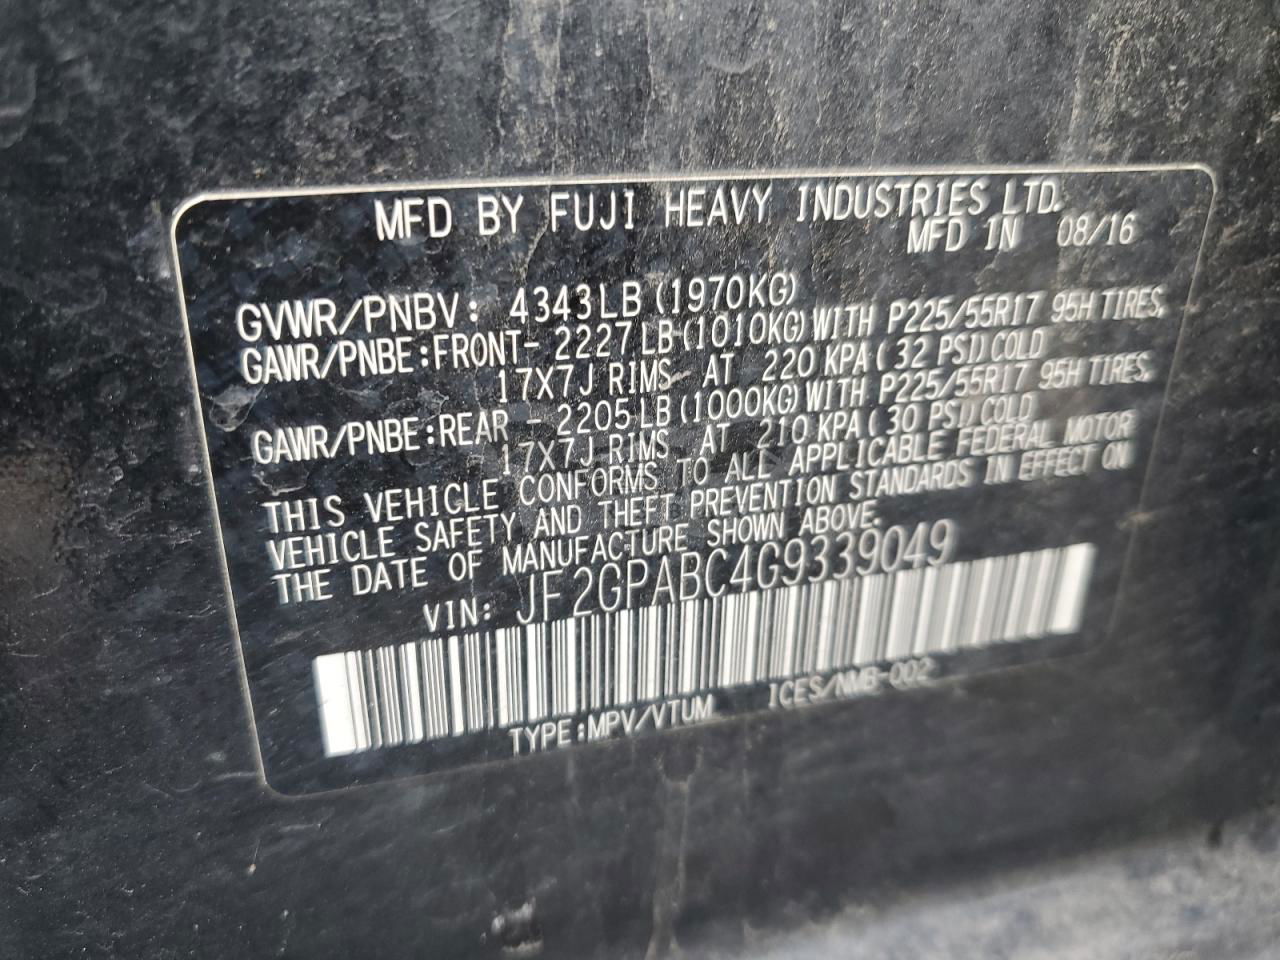 MFD BY FUJI HEAVY INDUSTRIES LTD.
MFD IN 08/16
GVWR/PNBV: 4343LB (1970KG)
GAWR/PNBE:FRONT- 2227 LB (1010KG) WITH P225/55R17 95H TIRES,
17X7J RIMS AT 220 KPA ( 32 PSI) COLD
GAWR/PNBE:REAR - 2205 LB (1000KG) WITH P225/55R17 95H TIRES,
17X7J RIMS AT 210 KPA ( 30 PSI) COLD
THIS VEHICLE CONFORMS TO ALL APPLICABLE FEDERAL MOTOR
VEHICLE SAFETY AND THEFT PREVENTION STANDARDS IN EFFECT ON
THE DATE OF MANUFACTURE SHOWN ABOVE.
VIN: JF2GPABC4G9339049
TYPE:MPV/VTUM ICES/NMB-002